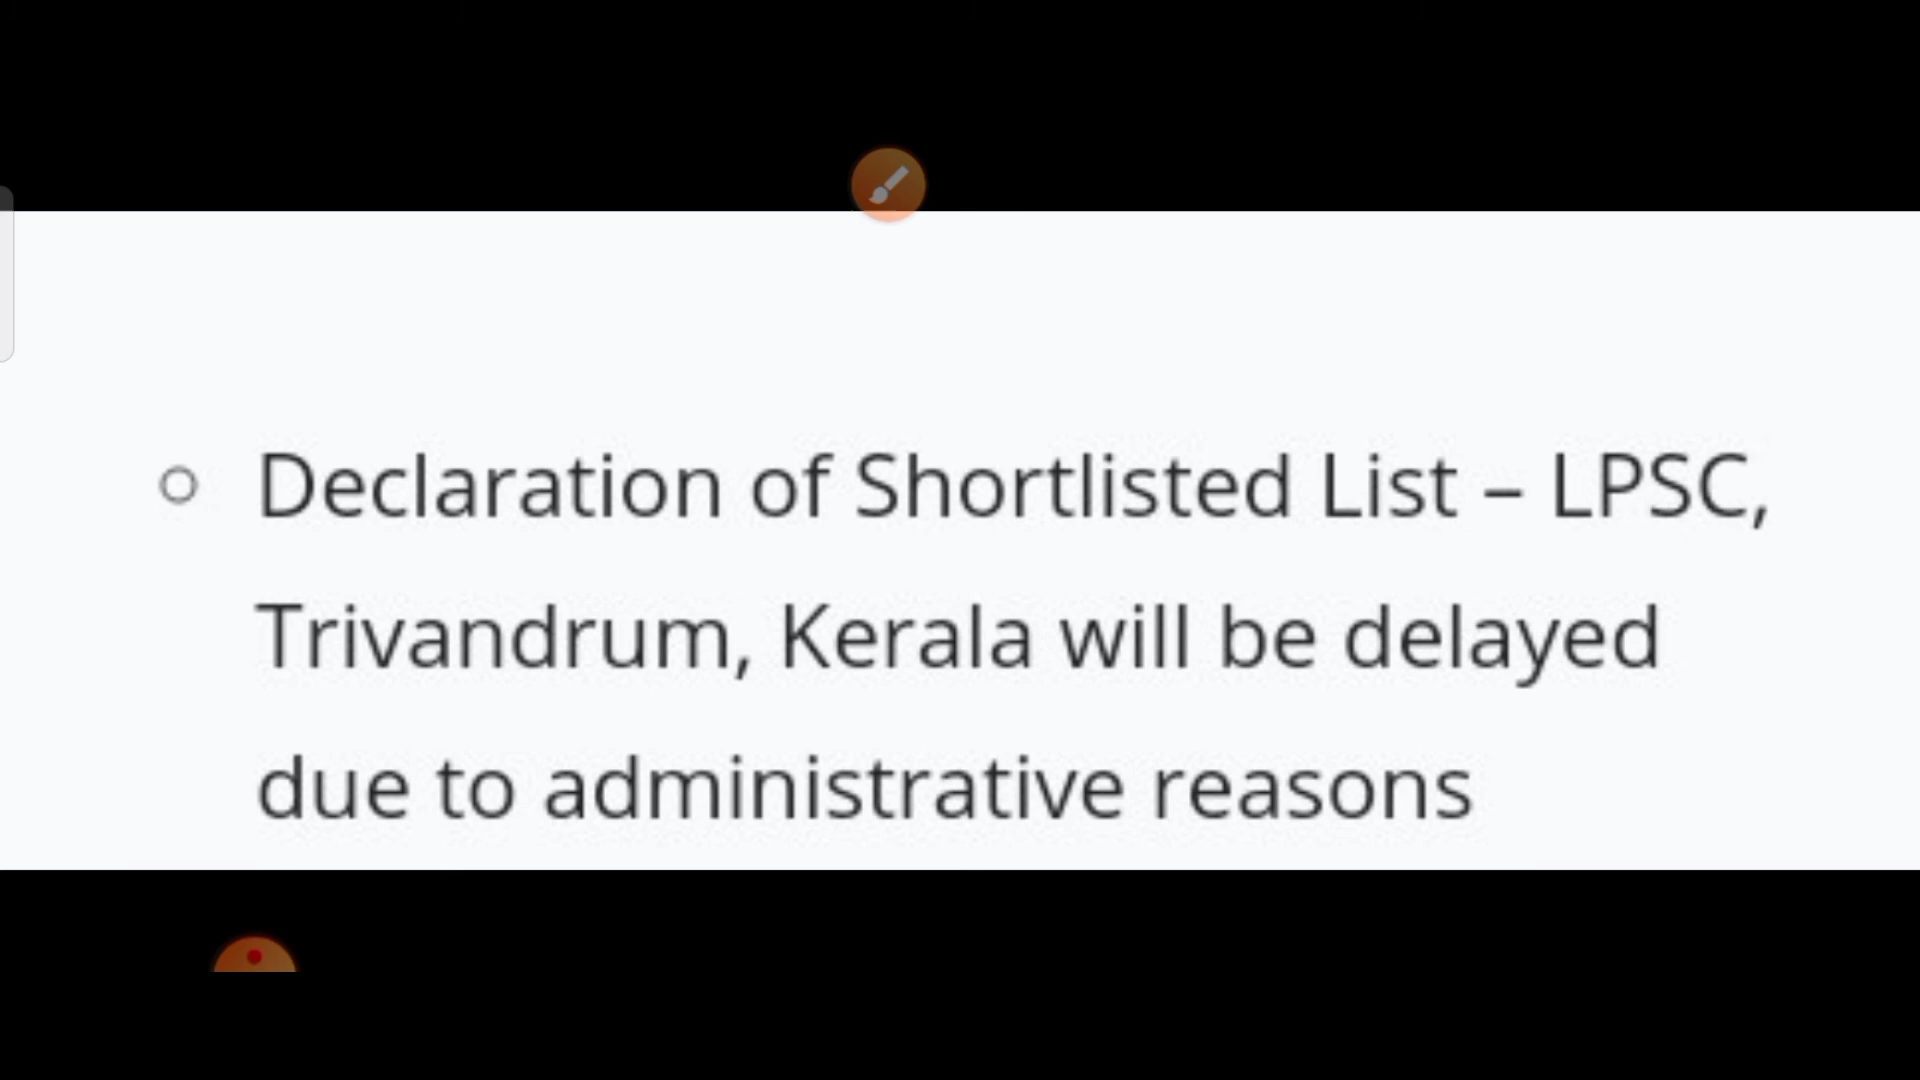 Declaration of Shortlisted List – LPSC,
Trivandrum, Kerala will be delayed
due to administrative reasons